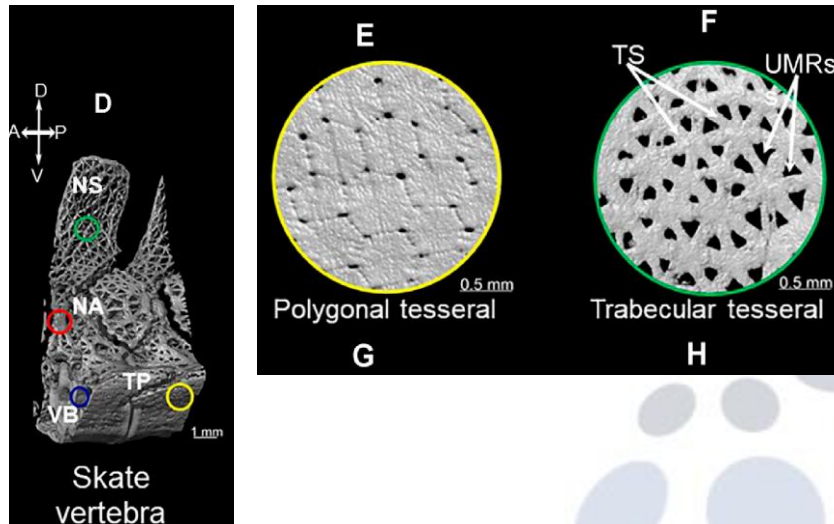 D
D
A P
V
NS
NA
TP
VB
1 mm
Skate
vertebra
E
0.5 mm
Polygonal tesseral
F
TS
UMRs
s
0.5 mm
Trabecular tesseral
G
H